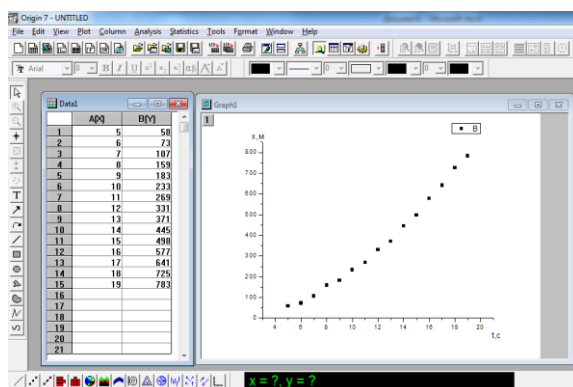 Origin 7 - UNTITLED
File Edit View Plot Column Analysis Statistics Tools Format Window Help
Arial 0 B I U
0 0
Data1
A(X) B(Y)
1 5 58
2 6 73
3 7 107
4 8 159
5 9 183
6 10 233
7 11 269
8 12 331
9 13 371
10 14 445
11 15 498
12 16 577
13 17 641
14 18 725
15 19 783
16
17
18
19
20
21
Graph1
1
B
x,м
800
700
600
500
400
300
200
100
0
4 6 8 10 12 14 16 18 20
t,c
x = ?, y = ?